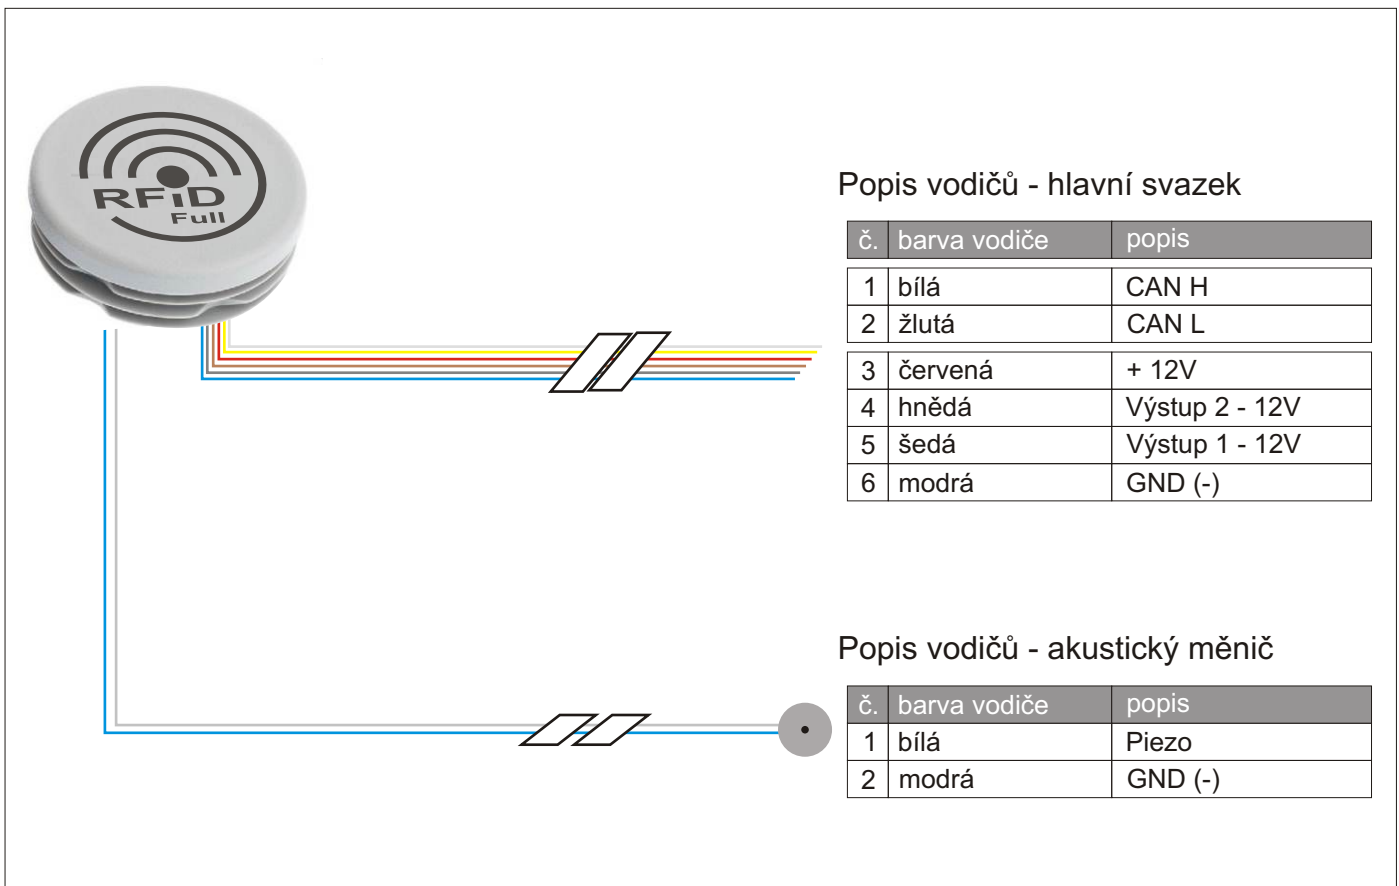 RFiD
Full
Popis vodičů - hlavní svazek
č. barva vodiče popis
1 bílá CAN H
2 žlutá CAN L
3 červená + 12V
4 hnědá Výstup 2 - 12V
5 šedá Výstup 1 - 12V
6 modrá GND (-)
Popis vodičů - akustický měnič
č. barva vodiče popis
1 bílá Piezo
2 modrá GND (-)